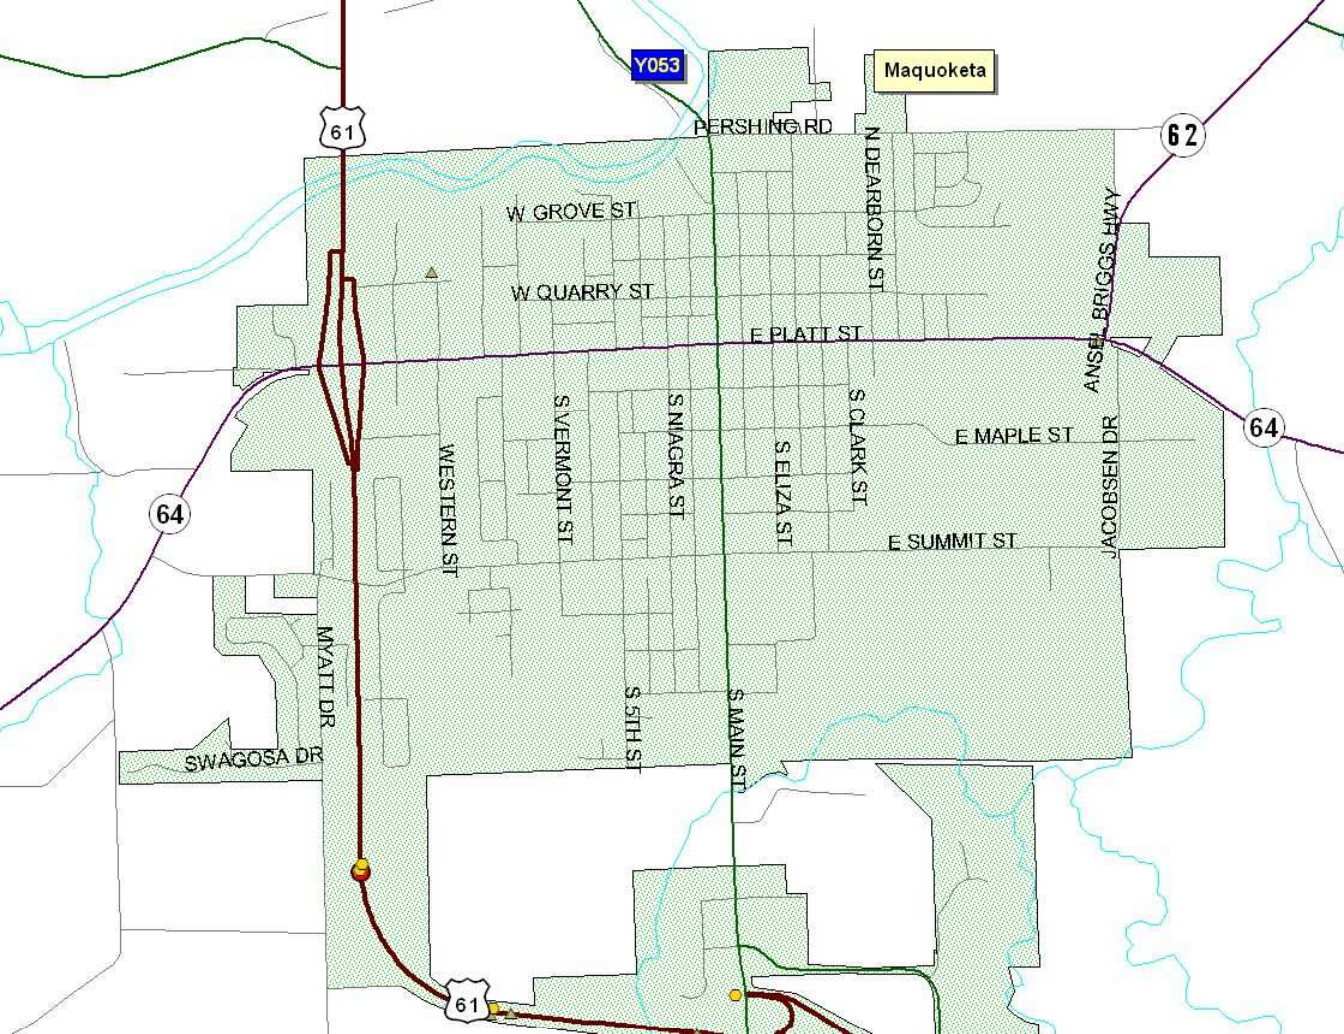 Y053
Maquoketa
61
PERSHING RD
62
N DEARBORN ST
W GROVE ST
ANSEL BRIGGS HWY
W QUARRY ST
E PLATT ST
S VERMONT ST
S NIAGRA ST
S CLARK ST
E MAPLE ST
64
JACOBSEN DR
WESTERN ST
S ELIZA ST
64
E SUMMIT ST
MYATT DR
S 5TH ST
S MAIN ST
SWAGOSA DR
61